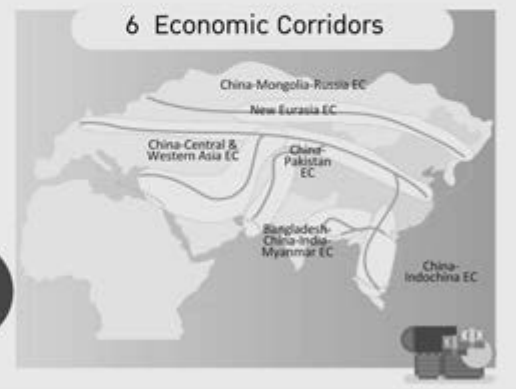 6 Economic Corridors
China-Mongolia-Russia EC
New Eurasia EC
China-Central &
Western Asia EC
China-
Pakistan
EC
Bangladesh-
China-India-
Myanmar EC
China-
Indochina EC